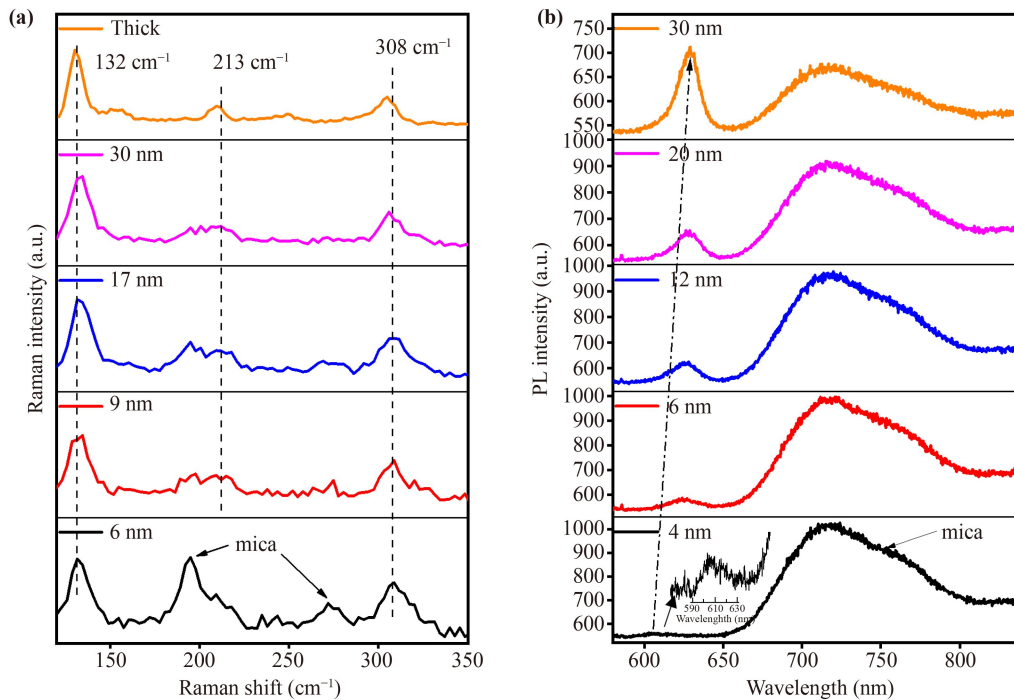 (a)
Thick
132 cm⁻¹
213 cm⁻¹
308 cm⁻¹
30 nm
17 nm
9 nm
6 nm
mica
Raman intensity (a.u.)
150
200
250
300
350
Raman shift (cm⁻¹)
(b)
30 nm
750
700
600
550
1000
20 nm
900
800
700
600
1000
12 nm
900
800
700
600
1000
6 nm
900
800
700
600
1000
4 nm
mica
900
800
700
600
590 610 630
Wavelengthth (nm)
PL intensity (a.u.)
600
650
700
750
800
Wavelength (nm)